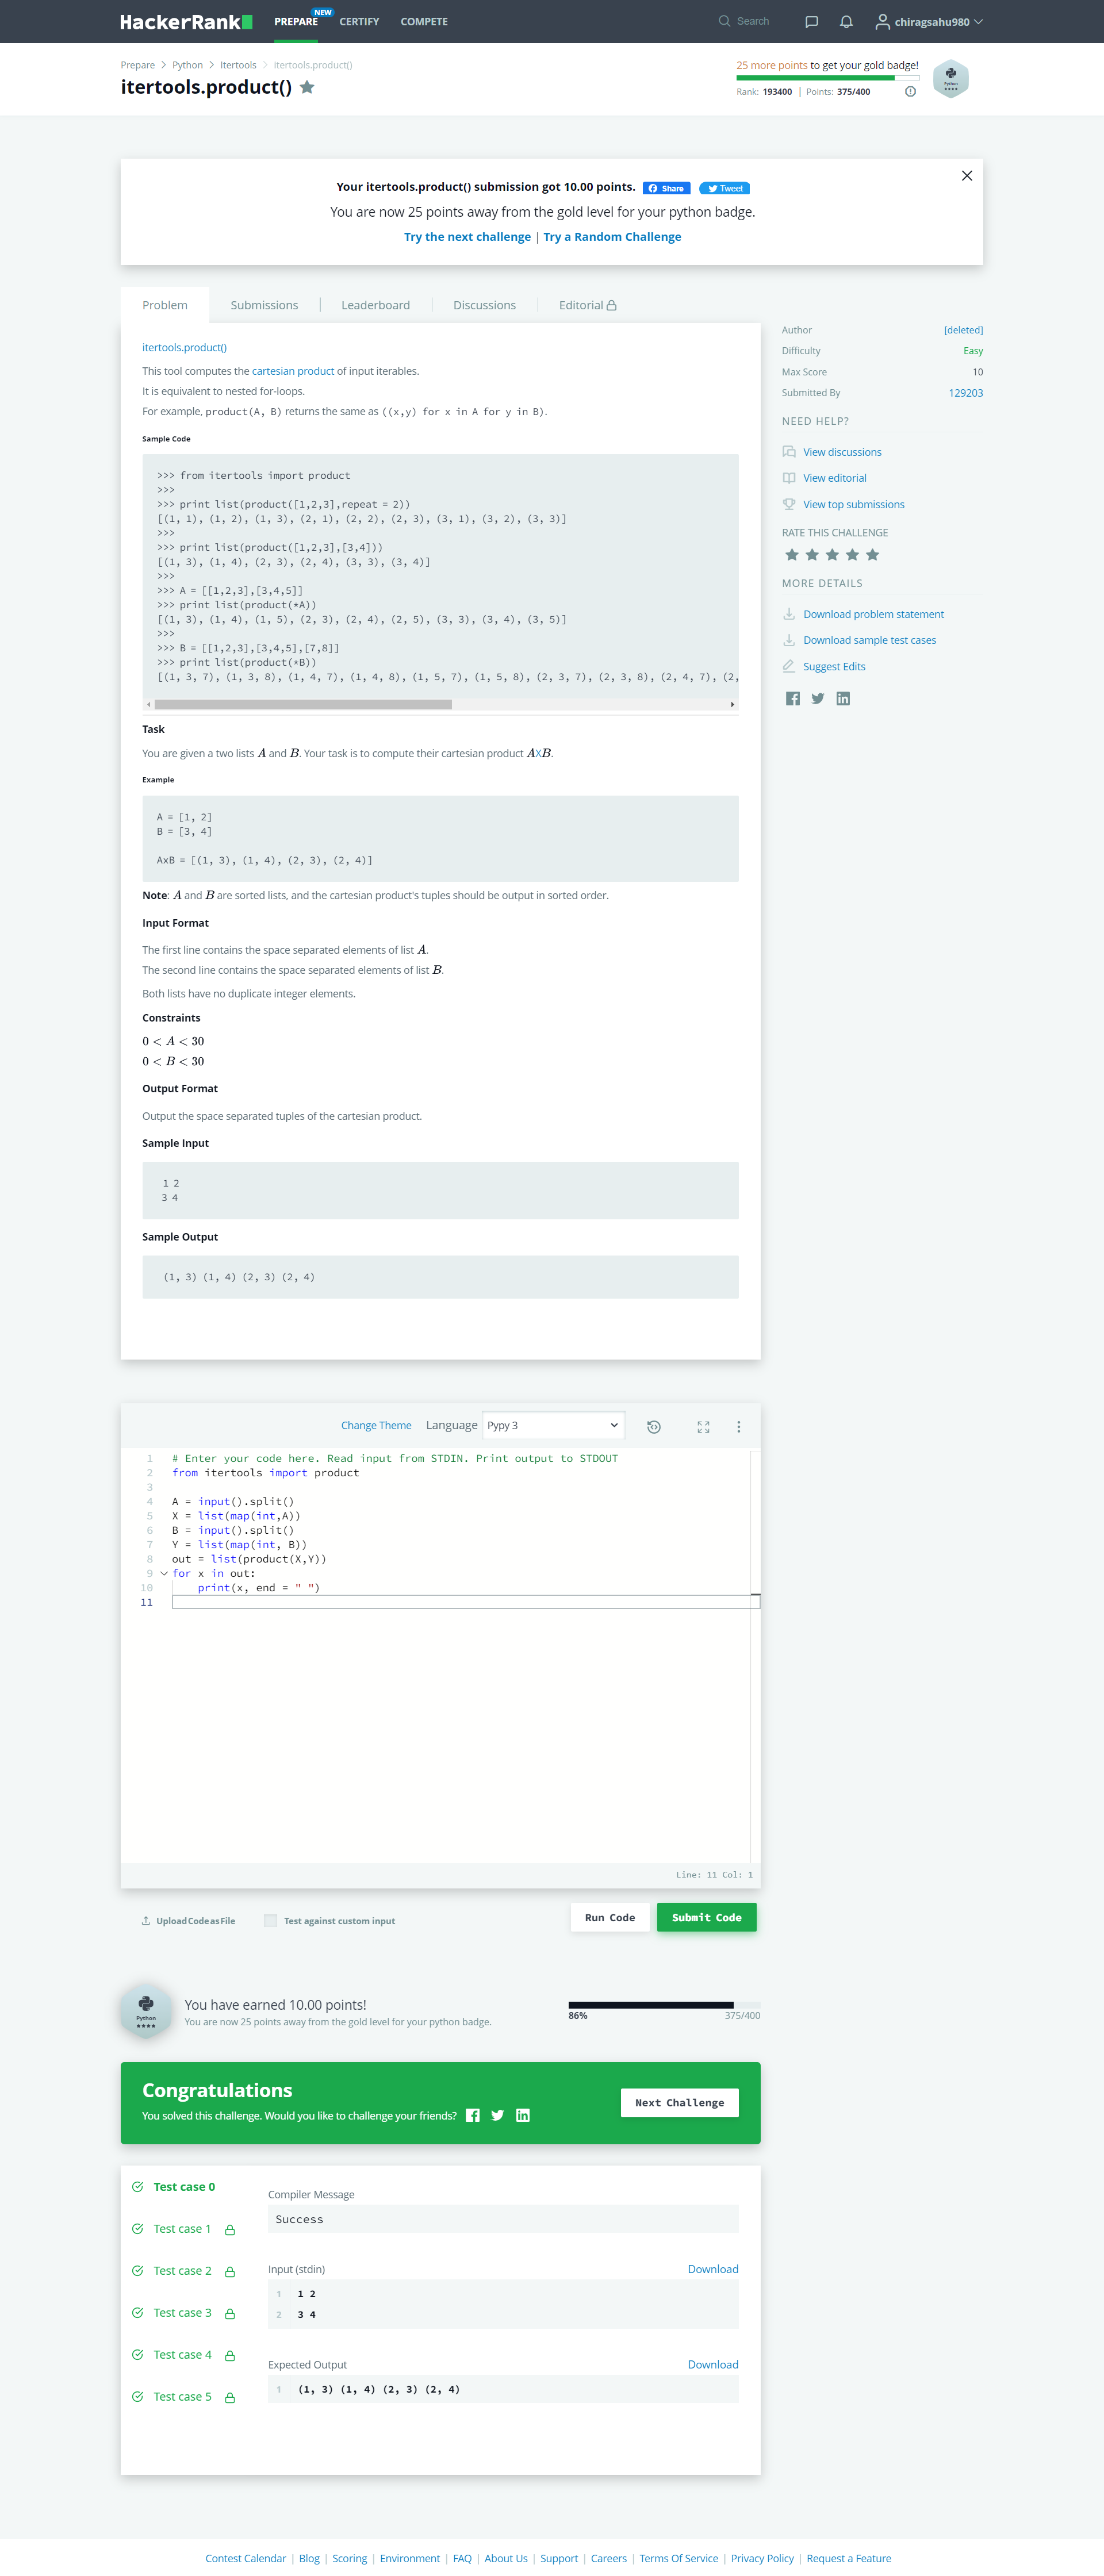 HackerRank
PREPARE
NEW
CERTIFY
COMPETE
Search
chiragsahu980
Prepare > Python > Itertools > itertools.product()
itertools.product()
25 more points to get your gold badge!
Rank: 193400 | Points: 375/400
Python
Your itertools.product() submission got 10.00 points. Share Tweet
You are now 25 points away from the gold level for your python badge.
Try the next challenge | Try a Random Challenge
Problem
Submissions
Leaderboard
Discussions
Editorial
itertools.product()
This tool computes the cartesian product of input iterables.
It is equivalent to nested for-loops.
For example, product(A, B) returns the same as ((x,y) for x in A for y in B).
Sample Code
>>> from itertools import product
>>>
>>> print list(product([1,2,3],repeat = 2))
[(1, 1), (1, 2), (1, 3), (2, 1), (2, 2), (2, 3), (3, 1), (3, 2), (3, 3)]
>>>
>>> print list(product([1,2,3],[3,4]))
[(1, 3), (1, 4), (2, 3), (2, 4), (3, 3), (3, 4)]
>>>
>>> A = [[1,2,3],[3,4,5]]
>>> print list(product(*A))
[(1, 3), (1, 4), (1, 5), (2, 3), (2, 4), (2, 5), (3, 3), (3, 4), (3, 5)]
>>>
>>> B = [[1,2,3],[3,4,5],[7,8]]
>>> print list(product(*B))
[(1, 3, 7), (1, 3, 8), (1, 4, 7), (1, 4, 8), (1, 5, 7), (1, 5, 8), (2, 3, 7), (2, 3, 8), (2, 4, 7), (2,
Task
You are given a two lists A and B. Your task is to compute their cartesian product AXB.
Example
A = [1, 2]
B = [3, 4]
AxB = [(1, 3), (1, 4), (2, 3), (2, 4)]
Note: A and B are sorted lists, and the cartesian product's tuples should be output in sorted order.
Input Format
The first line contains the space separated elements of list A.
The second line contains the space separated elements of list B.
Both lists have no duplicate integer elements.
Constraints
0 < A < 30
0 < B < 30
Output Format
Output the space separated tuples of the cartesian product.
Sample Input
1 2
3 4
Sample Output
(1, 3) (1, 4) (2, 3) (2, 4)
Author [deleted]
Difficulty Easy
Max Score 10
Submitted By 129203
NEED HELP?
View discussions
View editorial
View top submissions
RATE THIS CHALLENGE
MORE DETAILS
Download problem statement
Download sample test cases
Suggest Edits
Change Theme Language Pypy 3
1 # Enter your code here. Read input from STDIN. Print output to STDOUT
2 from itertools import product
3
4 A = input().split()
5 X = list(map(int,A))
6 B = input().split()
7 Y = list(map(int, B))
8 out = list(product(X,Y))
9 for x in out:
10 print(x, end = " ")
11
Line: 11 Col: 1
Upload Code as File
Test against custom input
Run Code
Submit Code
Python
You have earned 10.00 points!
You are now 25 points away from the gold level for your python badge.
86% 375/400
Congratulations
You solved this challenge. Would you like to challenge your friends?
Next Challenge
Test case 0
Test case 1
Test case 2
Test case 3
Test case 4
Test case 5
Compiler Message
Success
Input (stdin) Download
1 1 2
2 3 4
Expected Output Download
1 (1, 3) (1, 4) (2, 3) (2, 4)
Contest Calendar | Blog | Scoring | Environment | FAQ | About Us | Support | Careers | Terms Of Service | Privacy Policy | Request a Feature